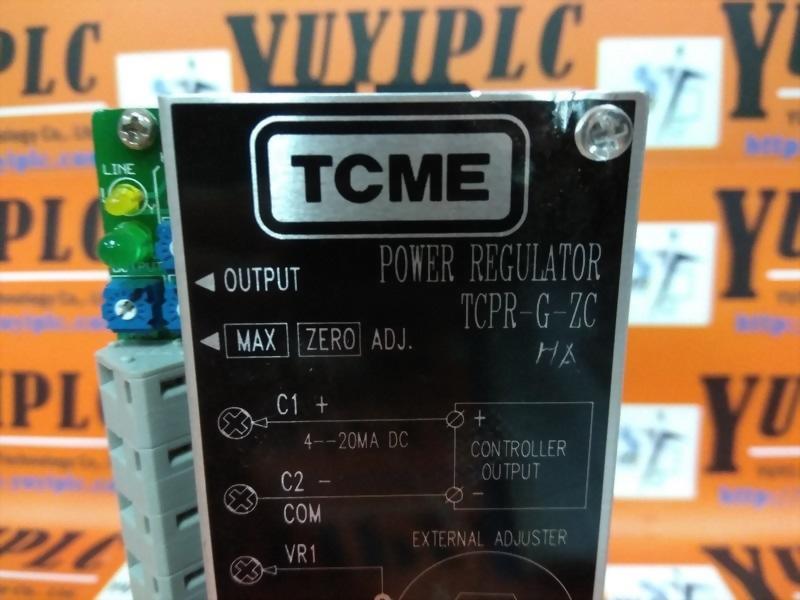 YUYIPLC
TCME
LINE
POWER REGULATOR
TCPR-G-ZC
HA
OUTPUT
MAX ZERO ADJ.
C1 +
4--20MA DC
+
CONTROLLER
OUTPUT
C2 -
-
COM
EXTERNAL ADJUSTER
VR1